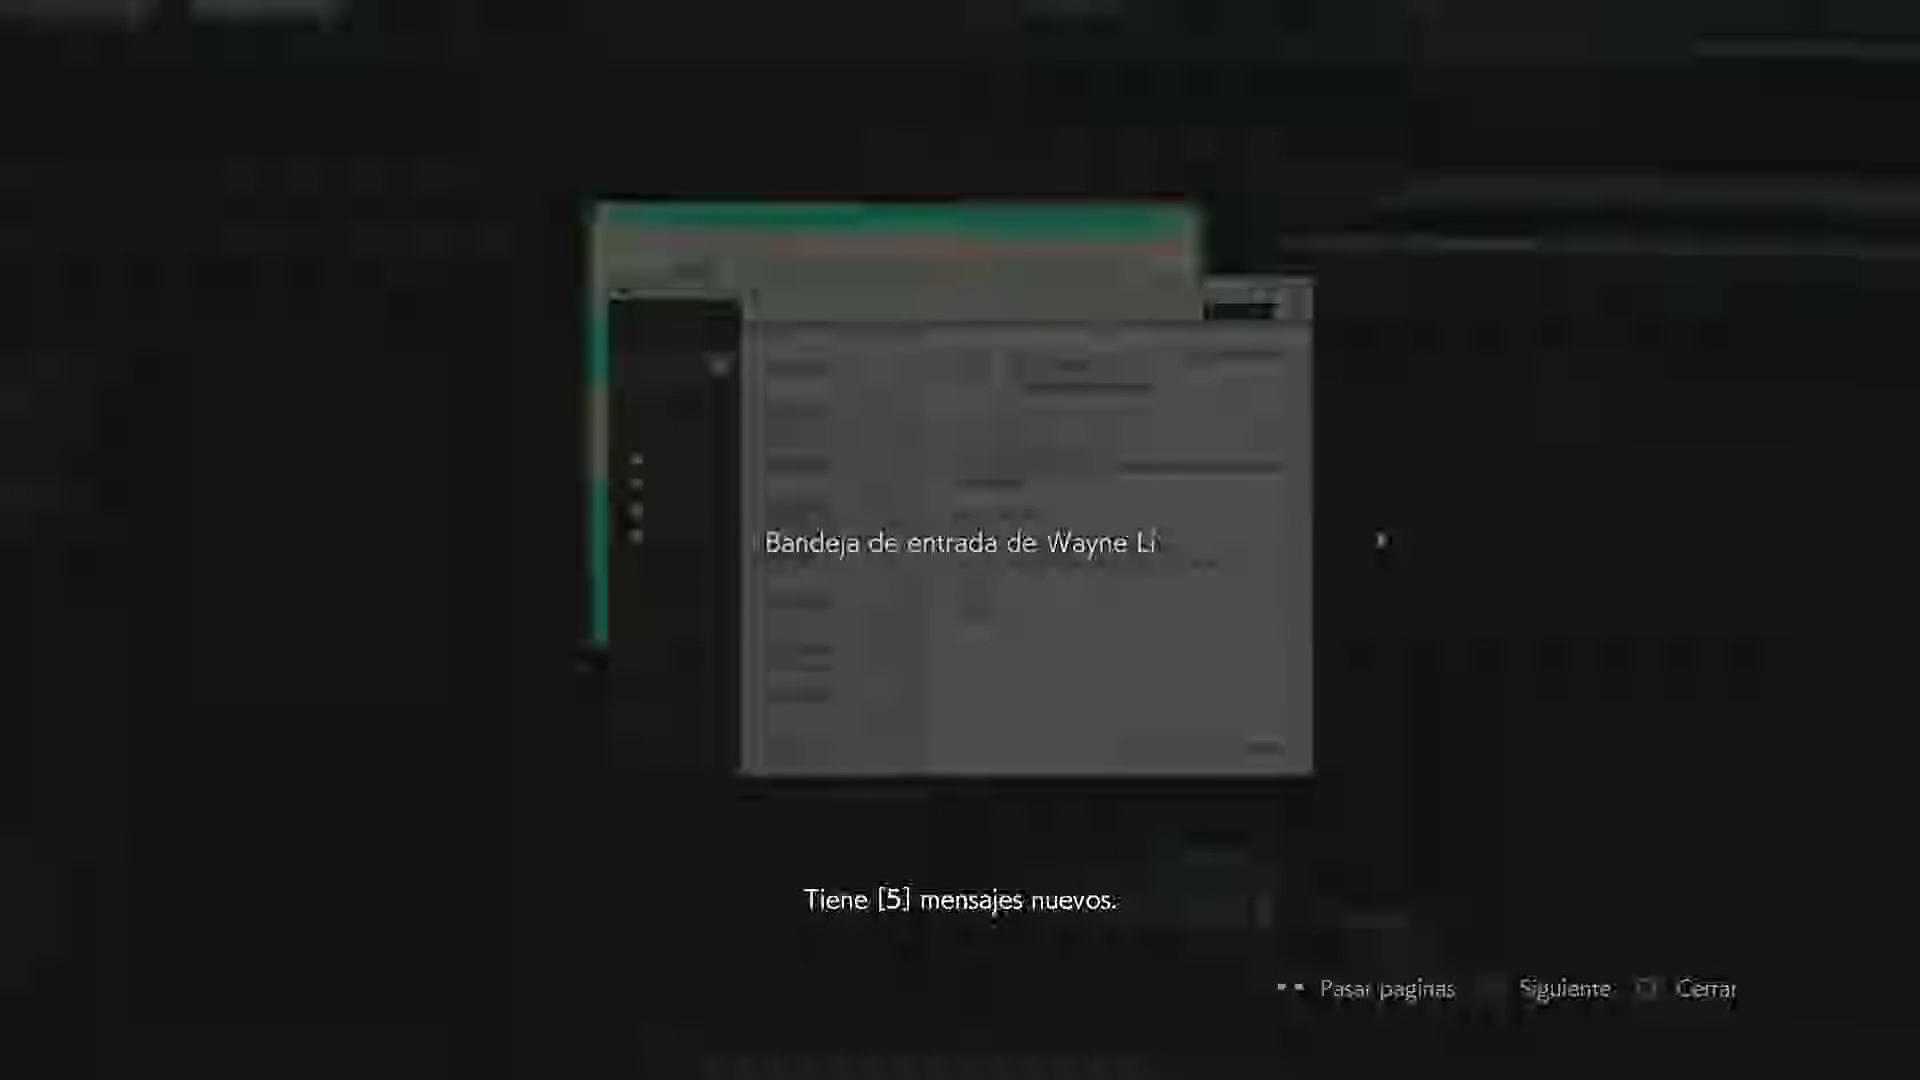 Bandeja de entrada de Wayne Li
Tiene [5] mensajes nuevos.
Pasar paginas Siguiente Cerrar